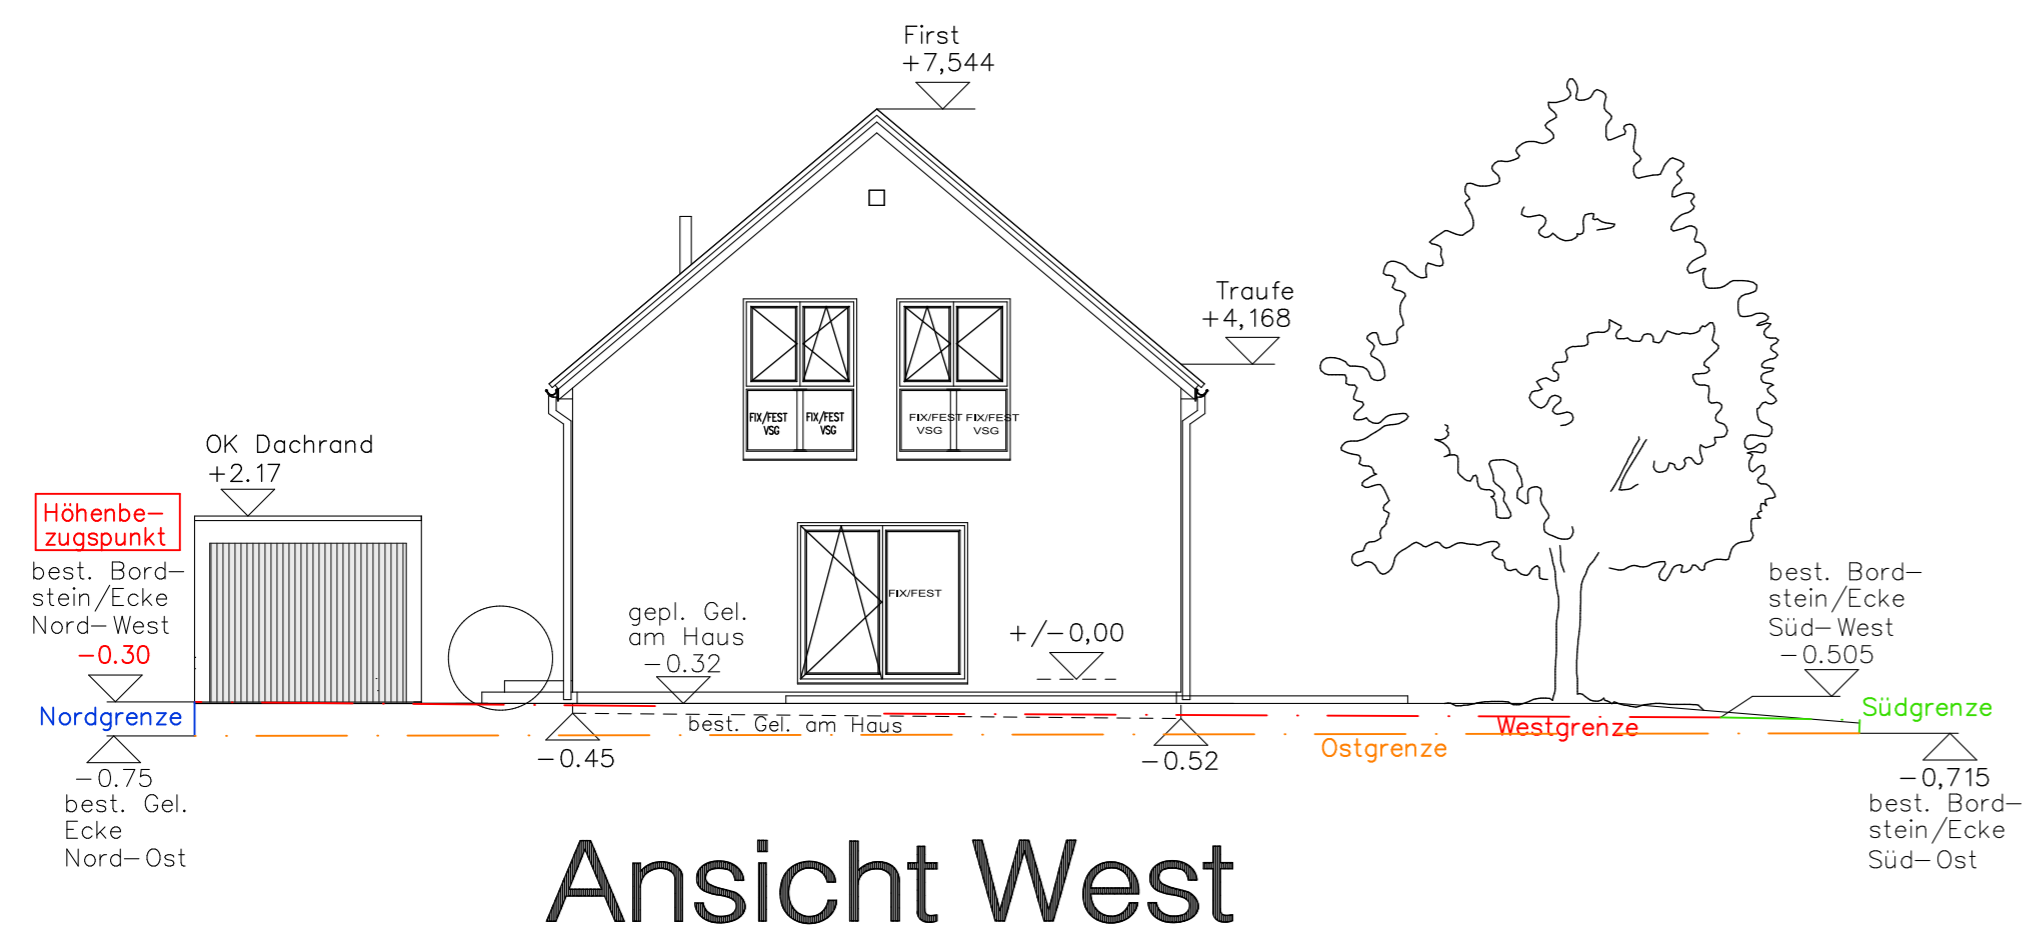 First
+7,544
Traufe
+4,168
OK Dachrand
+2.17
Höhenbe-
zugspunkt
best. Bord-
stein/Ecke
Nord-West
-0.30
Nordgrenze
-0.75
best. Gel.
Ecke
Nord-Ost
FIX/FEST
VSG
FIX/FEST
VSG
FIX/FEST
VSG
FIX/FEST
VSG
FIX/FEST
gepl. Gel.
am Haus
-0.32
+/-0,00
best. Gel. am Haus
-0.45
-0.52
best. Bord-
stein/Ecke
Süd-West
-0.505
Südgrenze
Westgrenze
Ostgrenze
-0,715
best. Bord-
stein/Ecke
Süd-Ost
Ansicht West